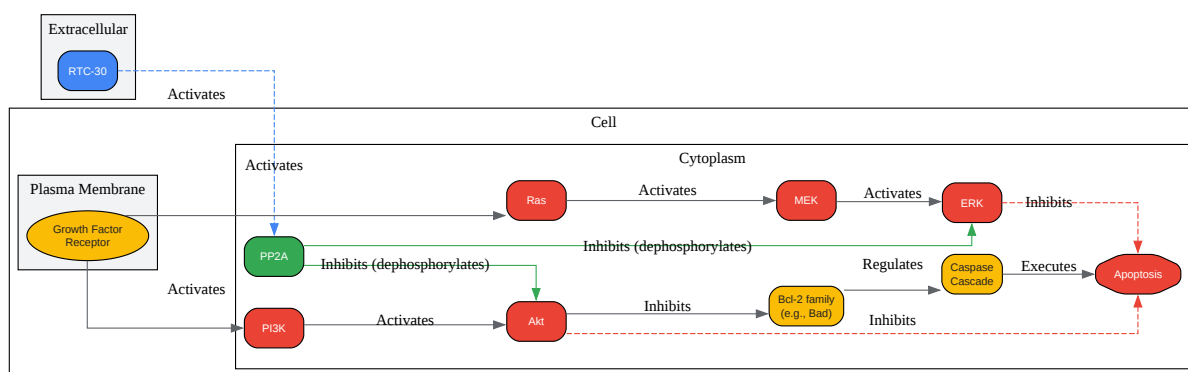 Extracellular
RTC-30
Activates
Cell
Cytoplasm
Activates
Plasma Membrane
Growth Factor
Receptor
Ras
Activates
MEK
Activates
ERK
Inhibits
PP2A
Inhibits (dephosphorylates)
Inhibits (dephosphorylates)
Regulates
Caspase
Cascade
Executes
Apoptosis
Activates
PI3K
Activates
Akt
Inhibits
Bcl-2 family
(e.g., Bad)
Inhibits